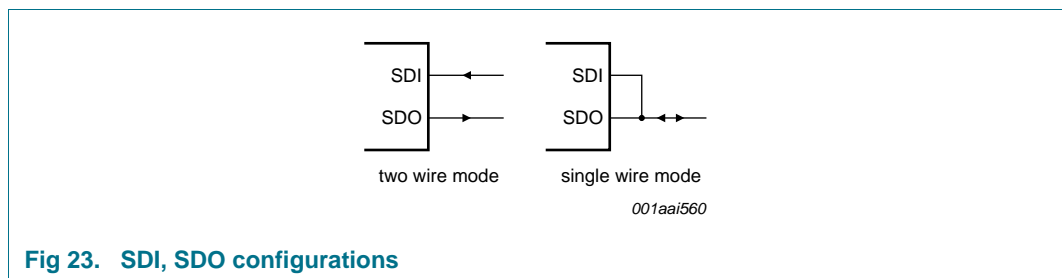 SDI
SDO
two wire mode
SDI
SDO
single wire mode
001aai560
Fig 23. SDI, SDO configurations